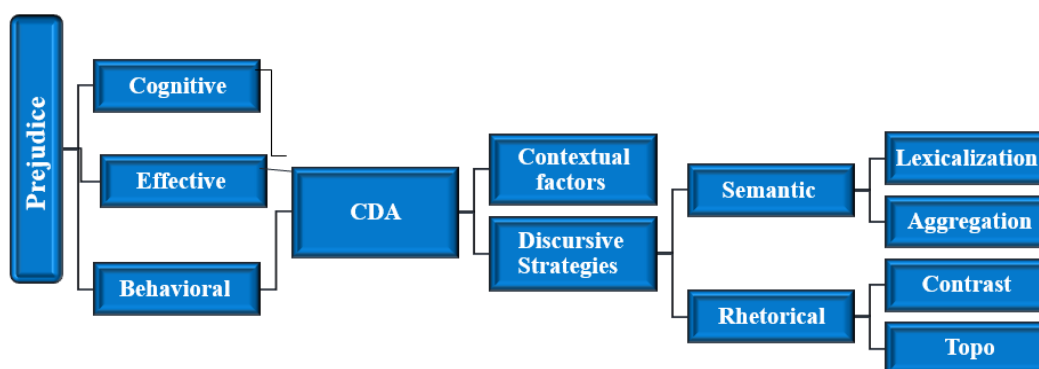 Prejudice
Cognitive
Effective
Behavioral
CDA
Contextual
factors
Discursive
Strategies
Semantic
Rhetorical
Lexicalization
Aggregation
Contrast
Topo